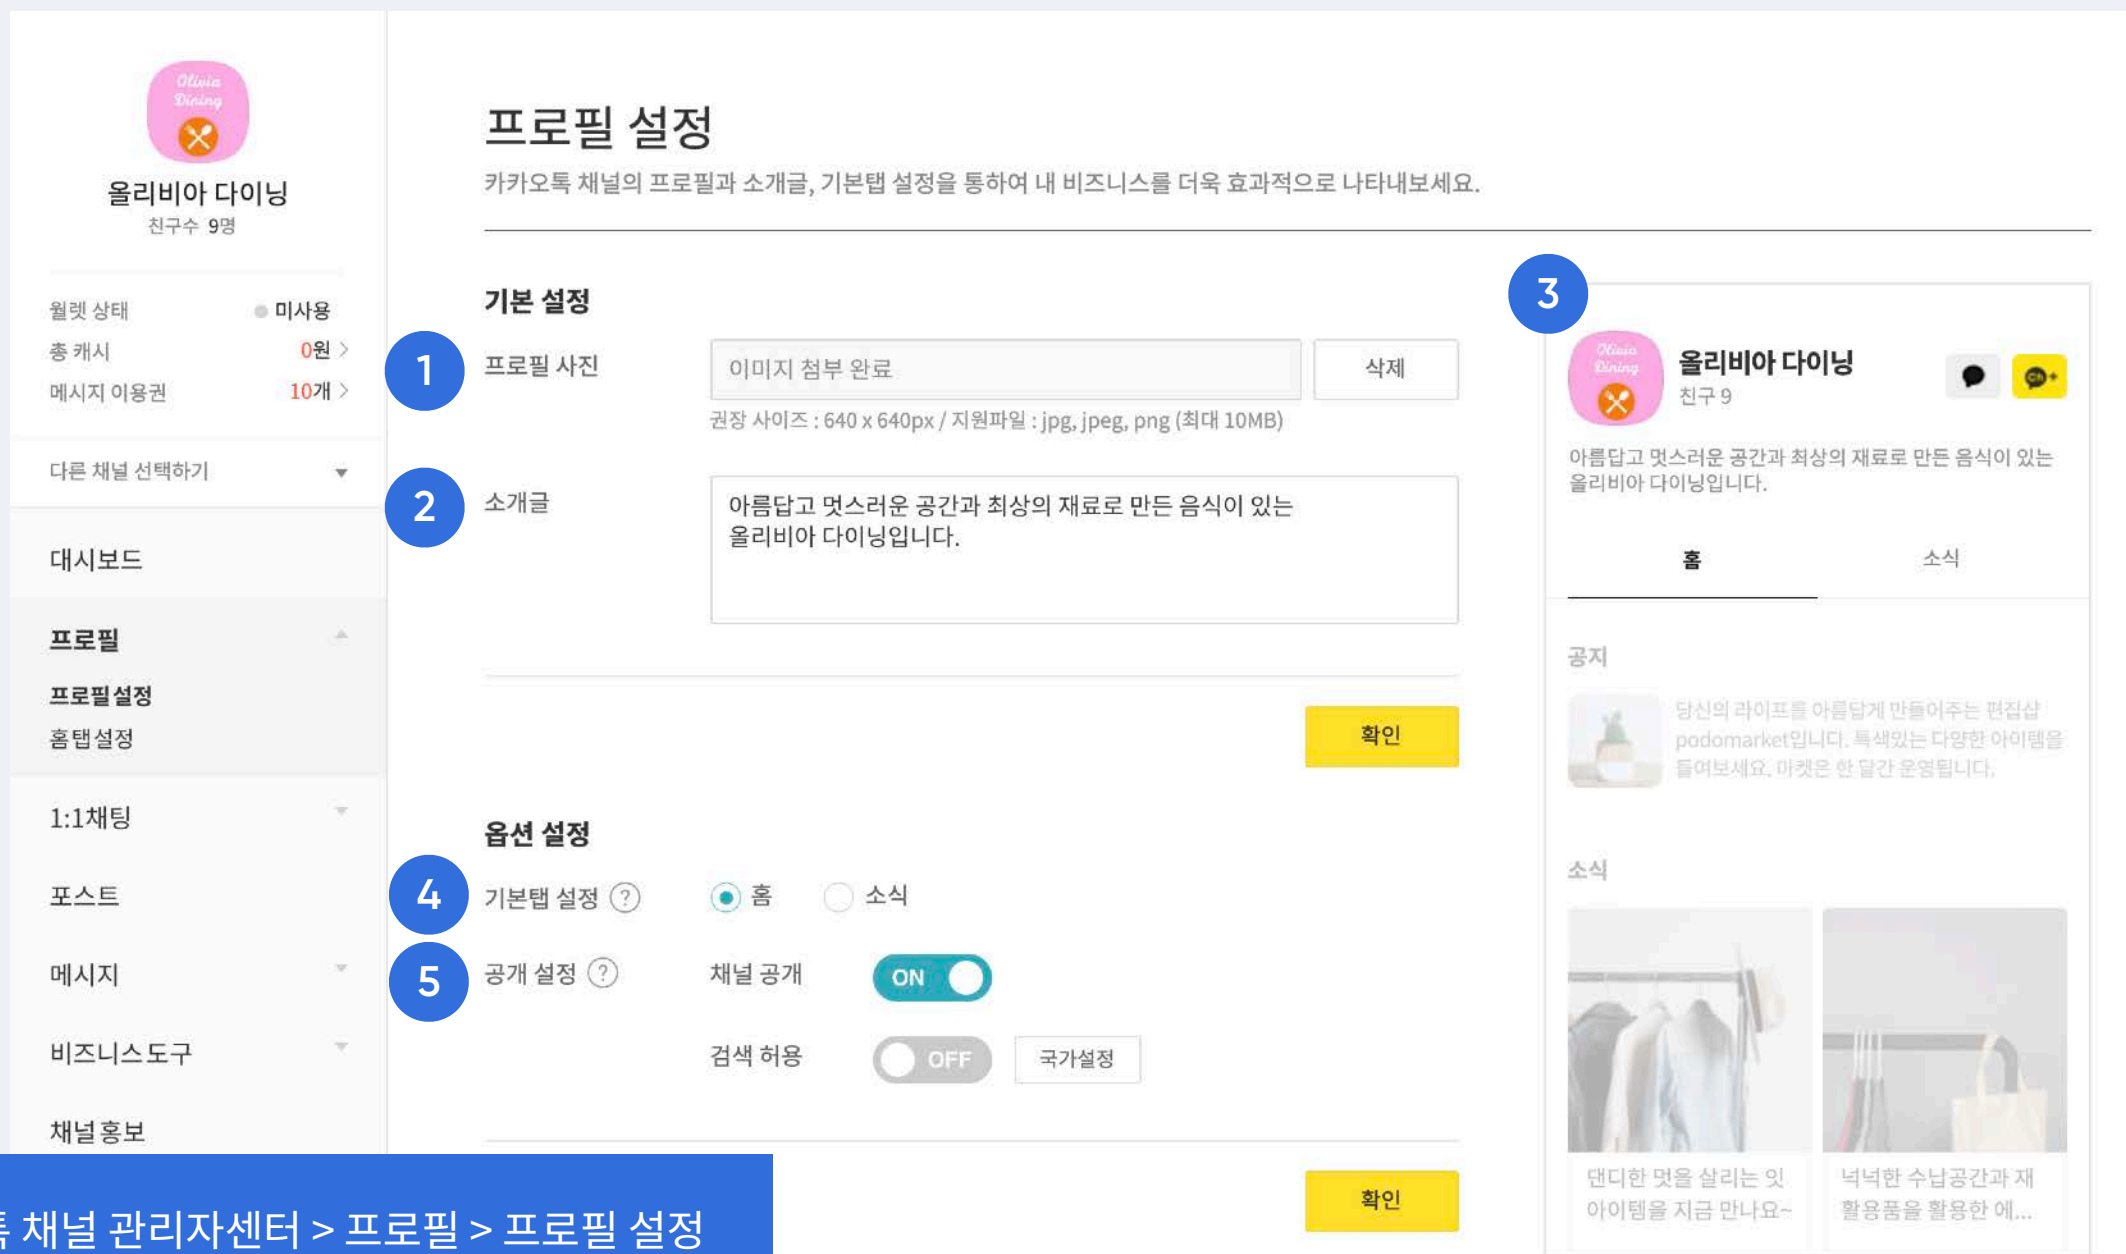 Olivia
Dining
올리비아 다이닝
친구수 9명
월렛 상태 미사용
총 캐시 0원 >
메시지 이용권 10개 >
다른 채널 선택하기
대시보드
프로필
프로필 설정
홈 탭 설정
1:1채팅
포스트
메시지
비즈니스 도구
채널 홍보
프로필 설정
카카오톡 채널의 프로필과 소개글, 기본탭 설정을 통하여 내 비즈니스를 더욱 효과적으로 나타내보세요.
기본 설정
1
프로필 사진
이미지 첨부 완료
삭제
권장 사이즈 : 640 x 640px / 지원파일 : jpg, jpeg, png (최대 10MB)
2
소개글
아름답고 멋스러운 공간과 최상의 재료로 만든 음식이 있는
올리비아 다이닝입니다.
확인
옵션 설정
4
기본탭 설정 ?
홈
소식
5
공개 설정 ?
채널 공개
ON
검색 허용
OFF
국가설정
확인
3
Olivia
Dining
올리비아 다이닝
친구 9
Ch+
아름답고 멋스러운 공간과 최상의 재료로 만든 음식이 있는
올리비아 다이닝입니다.
홈
소식
공지
당신의 라이프를 아름답게 만들어주는 편집샵
podomarket입니다. 특색있는 다양한 아이템을
들여보세요. 마켓은 한 달간 운영됩니다.
소식
댄디한 멋을 살리는 잇
아이템을 지금 만나요~
넉넉한 수납공간과 재
활용품을 활용한 에...
톡 채널 관리자센터 > 프로필 > 프로필 설정